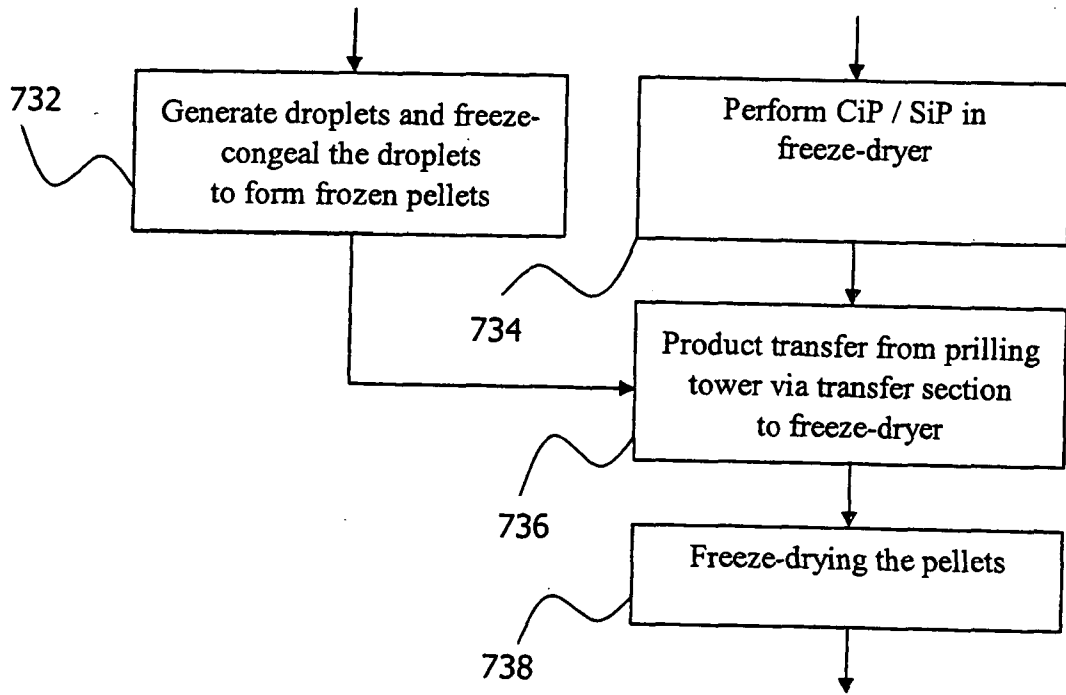 732
Generate droplets and freeze-
congeal the droplets
to form frozen pellets
Perform CiP / SiP in
freeze-dryer
734
Product transfer from prilling
tower via transfer section
to freeze-dryer
736
Freeze-drying the pellets
738